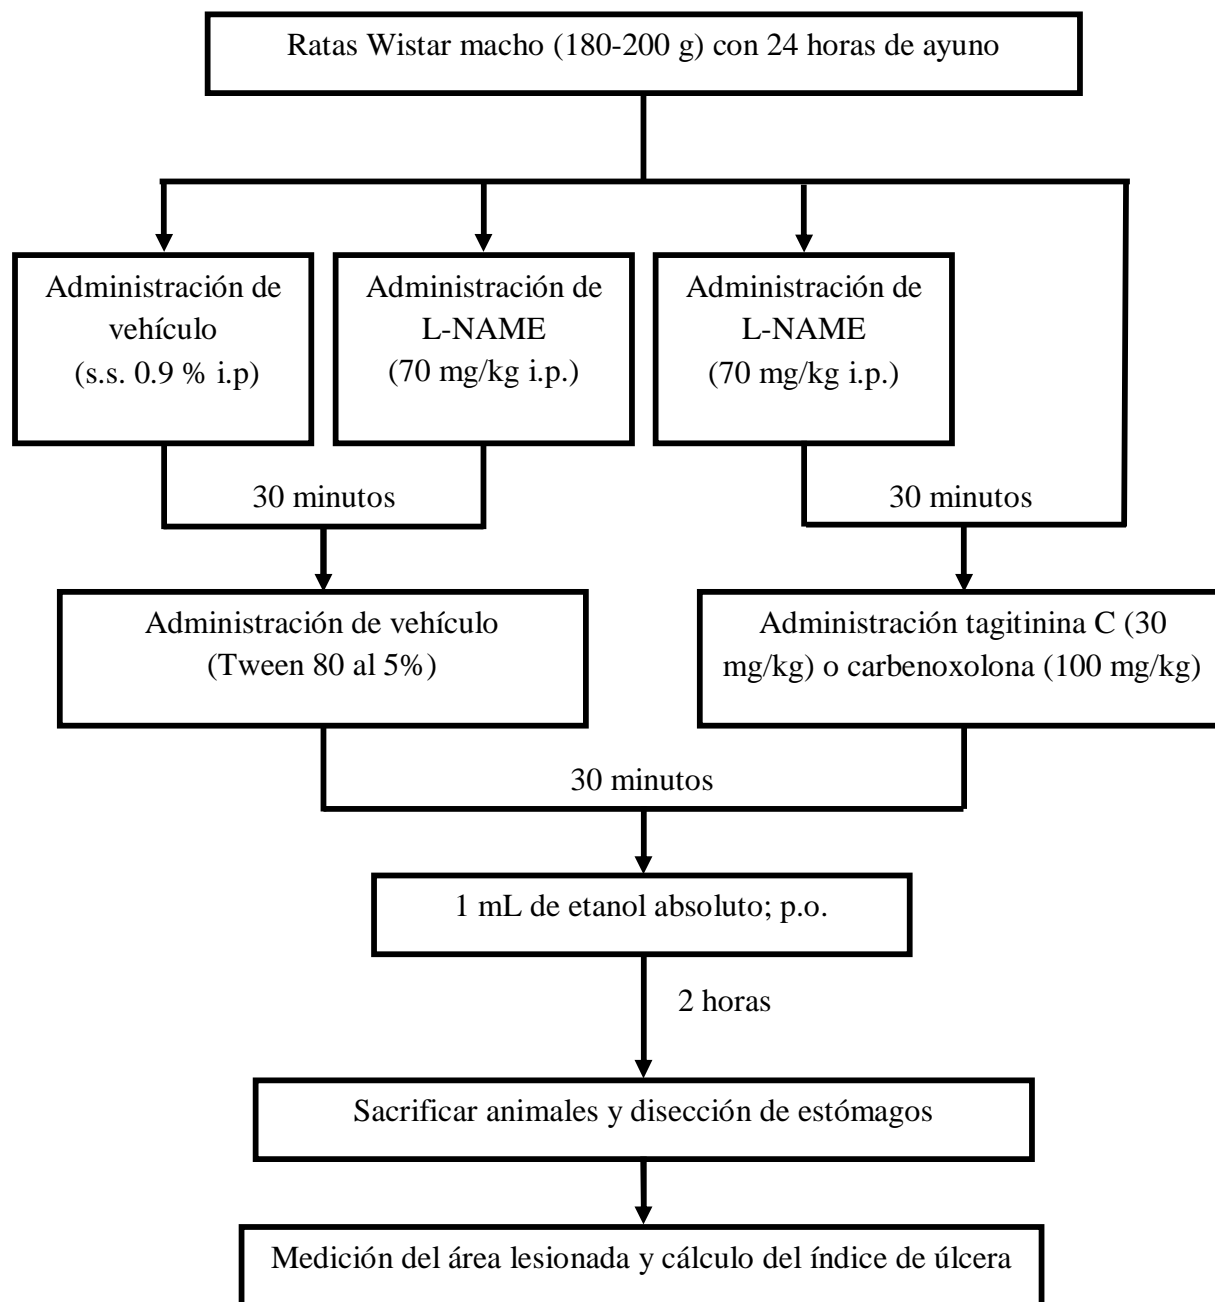 Ratas Wistar macho (180-200 g) con 24 horas de ayuno
Administración de
vehículo
(s.s. 0.9 % i.p)
Administración de
L-NAME
(70 mg/kg i.p.)
Administración de
L-NAME
(70 mg/kg i.p.)
30 minutos
30 minutos
Administración de vehículo
(Tween 80 al 5%)
Administración tagitinina C (30
mg/kg) o carbenoxolona (100 mg/kg)
30 minutos
1 mL de etanol absoluto; p.o.
2 horas
Sacrificar animales y disección de estómagos
Medición del área lesionada y cálculo del índice de úlcera